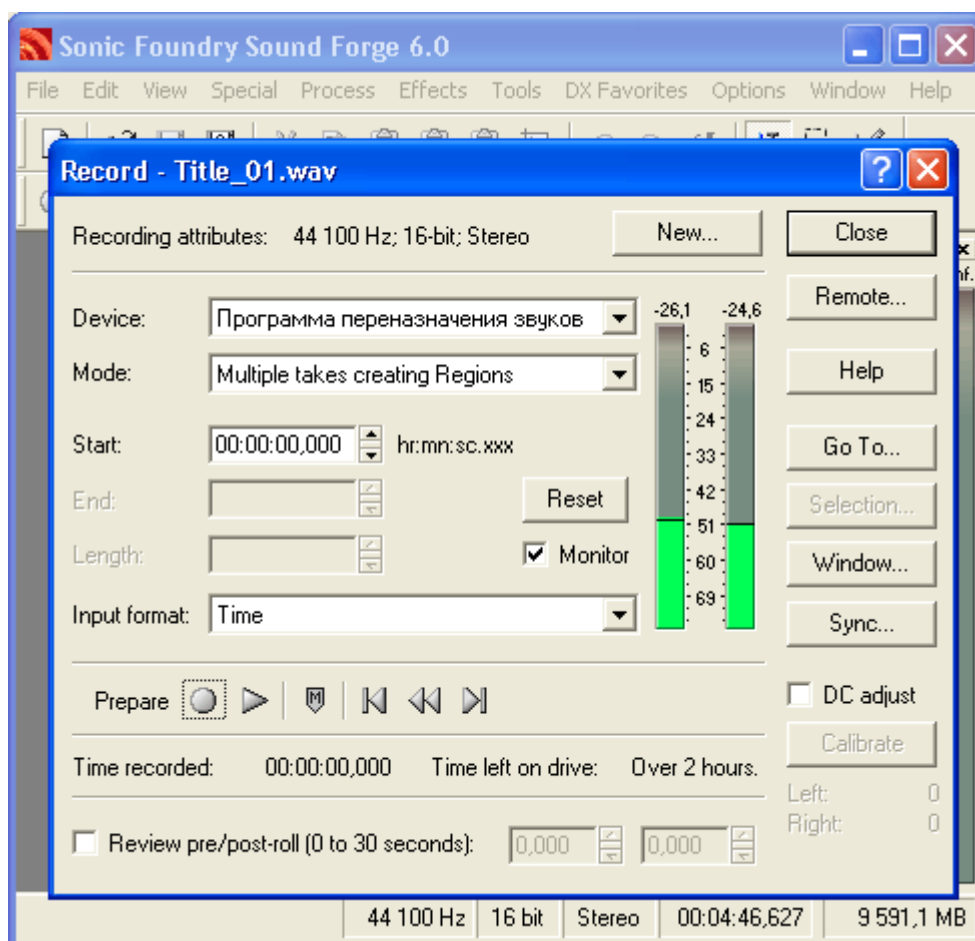 Sonic Foundry Sound Forge 6.0
File Edit View Special Process Effects Tools DX Favorites Options Window Help
Record - Title_01.wav
Recording attributes: 44 100 Hz; 16-bit; Stereo New... Close
Device: Программа переназначения звуков -26,1 -24,6 Remote...
Mode: Multiple takes creating Regions Help
Start: 00:00:00,000 hr:mn:sc.xxx Go To...
End: Reset Selection...
Length: Monitor Window...
Input format: Time Sync...
6
15
24
33
42
51
60
69
Prepare M DC adjust
Calibrate
Time recorded: 00:00:00,000 Time left on drive: Over 2 hours.
Left: 0
Right: 0
Review pre/post-roll (0 to 30 seconds): 0,000 0,000
44 100 Hz 16 bit Stereo 00:04:46,627 9 591,1 MB